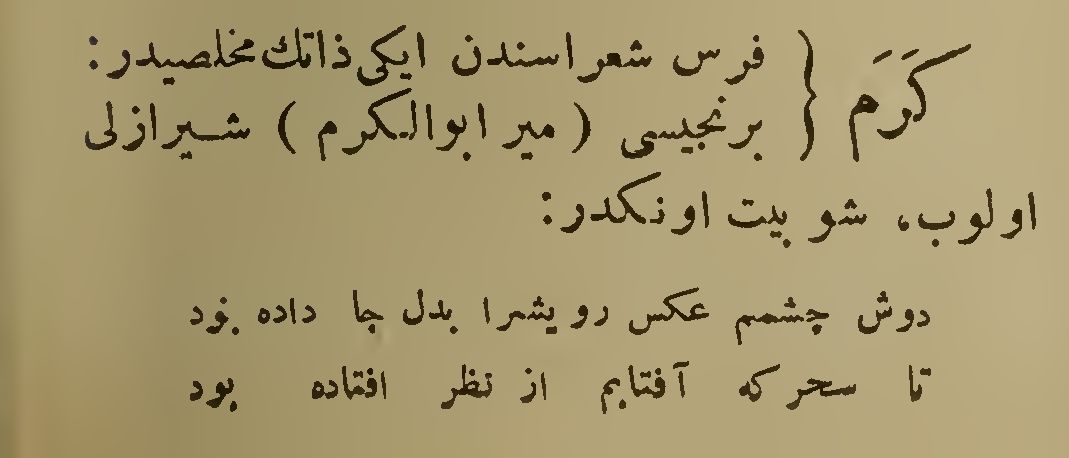 كَرَم { فرس شعراسندن ایکی ذاتك مخلصیدر:
برنجیسی (میر ابوالکرم) شیرازلی
اولوب، شو بیت اونکدر:
دوش چشمم عکس رویشرا بدل جا داده بود
تا سحرکه آفتابم از نظر افتاده بود